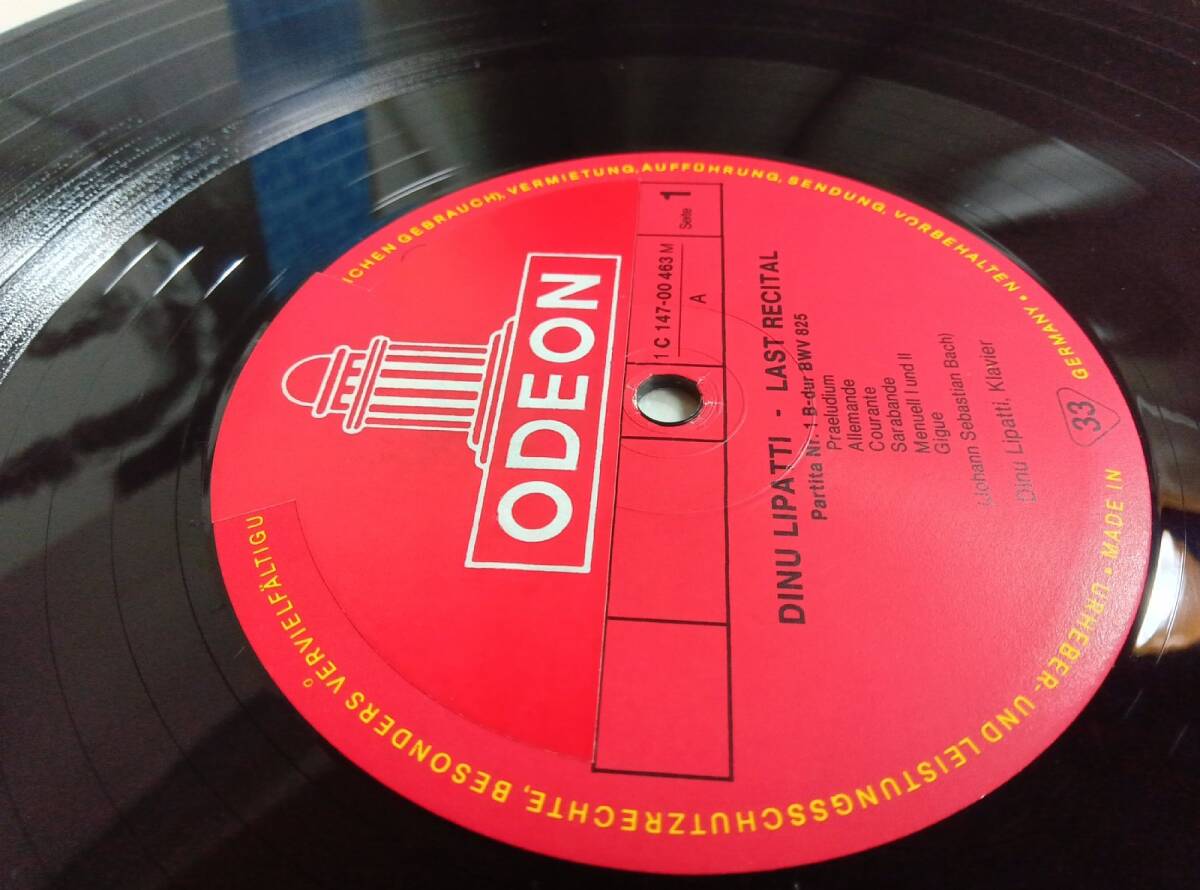 ODEON
1 C 147-00 463 M
A
Seite 1
DINU LIPATTI - LAST RECITAL
Partita Nr. 1 B-dur BWV 825
Praeludium
Allemande
Courante
Sarabande
Menuell I und II
Gigue
(Johann Sebastian Bach)
Dinu Lipatti, Klavier
33
URHEBER- UND LEISTUNGSSCHUTZRECHTE, BESONDERS VERVIELFÄLTIGU
ICHEN GEBRAUCH), VERMIETUNG, AUFFÜHRUNG, SENDUNG, VORBEHALTEN •
MADE IN GERMANY